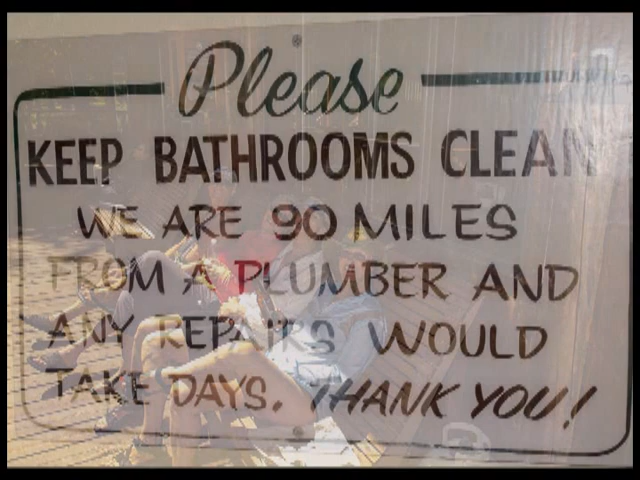 Please
KEEP BATHROOMS CLEAN
WE ARE 90 MILES
FROM A PLUMBER AND
ANY REPAIRS WOULD
TAKE DAYS. THANK YOU!